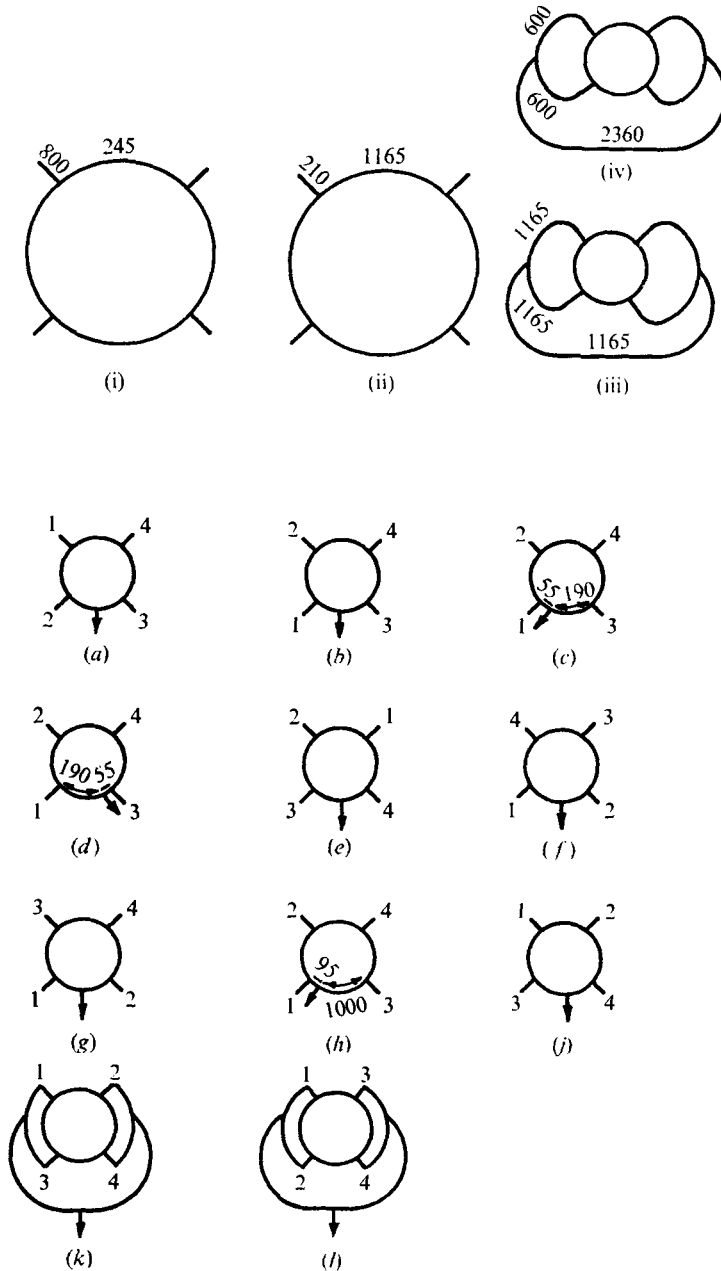 600
600
2360
(iv)
800
245
210
1165
1165
1165
1165
(i)
(ii)
(iii)
1 4
2 3
(a)
2 4
1 3
(b)
2 4
55 190
1 3
(c)
2 4
190 55
1 3
(d)
2 1
3 4
(e)
4 3
1 2
(f)
3 4
1 2
(g)
2 4
95
1 1000 3
(h)
1 2
3 4
(j)
1 2
3 4
(k)
1 3
2 4
(l)